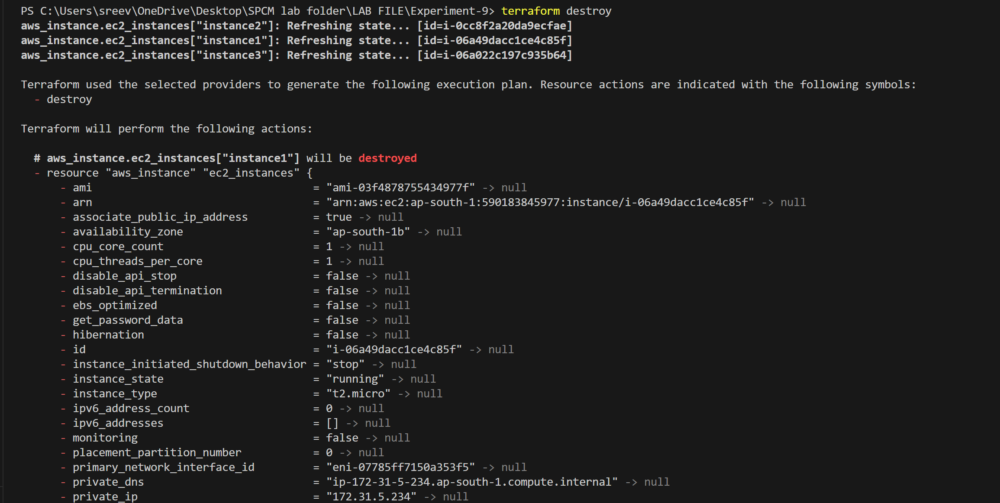 PS C:\Users\sreev\OneDrive\Desktop\SPCM lab folder\LAB FILE\Experiment-9> terraform destroy
aws_instance.ec2_instances["instance2"]: Refreshing state... [id=i-0cc8f2a20da9ecfae]
aws_instance.ec2_instances["instance1"]: Refreshing state... [id=i-06a49dacc1ce4c85f]
aws_instance.ec2_instances["instance3"]: Refreshing state... [id=i-06a022c197c935b64]
Terraform used the selected providers to generate the following execution plan. Resource actions are indicated with the following symbols:
- destroy
Terraform will perform the following actions:
# aws_instance.ec2_instances["instance1"] will be destroyed
- resource "aws_instance" "ec2_instances" {
- ami = "ami-03f4878755434977f" -> null
- arn = "arn:aws:ec2:ap-south-1:590183845977:instance/i-06a49dacc1ce4c85f" -> null
- associate_public_ip_address = true -> null
- availability_zone = "ap-south-1b" -> null
- cpu_core_count = 1 -> null
- cpu_threads_per_core = 1 -> null
- disable_api_stop = false -> null
- disable_api_termination = false -> null
- ebs_optimized = false -> null
- get_password_data = false -> null
- hibernation = false -> null
- id = "i-06a49dacc1ce4c85f" -> null
- instance_initiated_shutdown_behavior = "stop" -> null
- instance_state = "running" -> null
- instance_type = "t2.micro" -> null
- ipv6_address_count = 0 -> null
- ipv6_addresses = [] -> null
- monitoring = false -> null
- placement_partition_number = 0 -> null
- primary_network_interface_id = "eni-07785ff7150a353f5" -> null
- private_dns = "ip-172-31-5-234.ap-south-1.compute.internal" -> null
- private_ip = "172.31.5.234" -> null